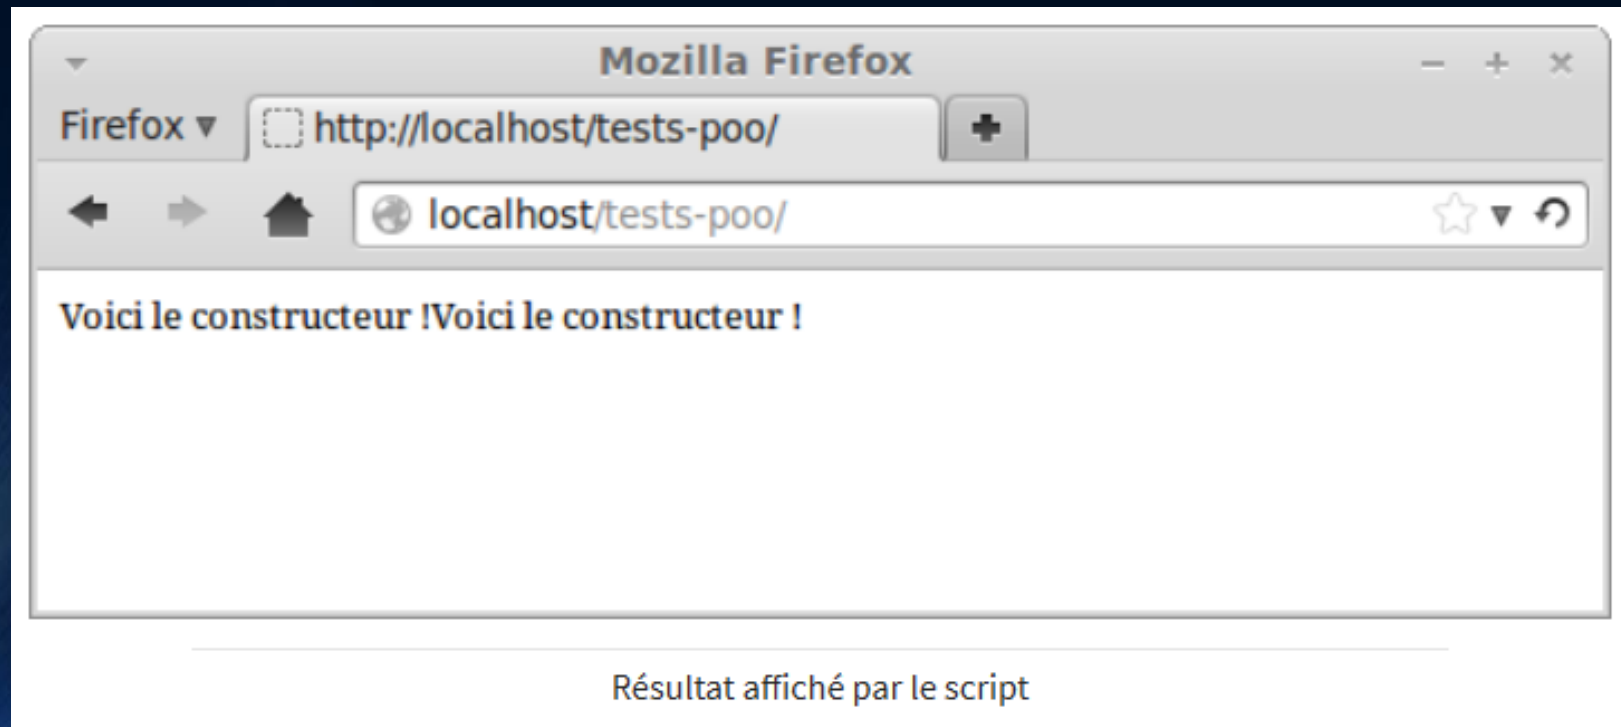 Mozilla Firefox
Firefox
http://localhost/tests-poo/
localhost/tests-poo/
Voici le constructeur !Voici le constructeur !
Résultat affiché par le script